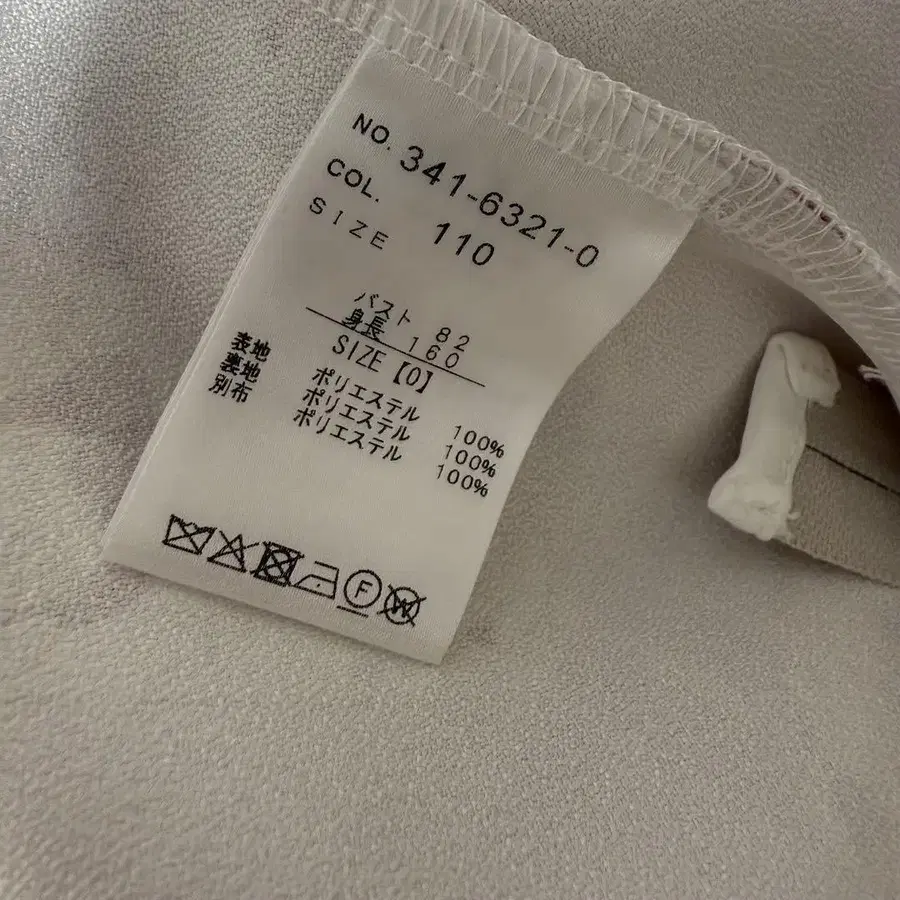 NO. 341-6321-0
COL. 110
SIZE
バスト 82
身長 160
SIZE【0】
表地 ポリエステル 100%
裏地 ポリエステル 100%
別布 ポリエステル 100%
F W